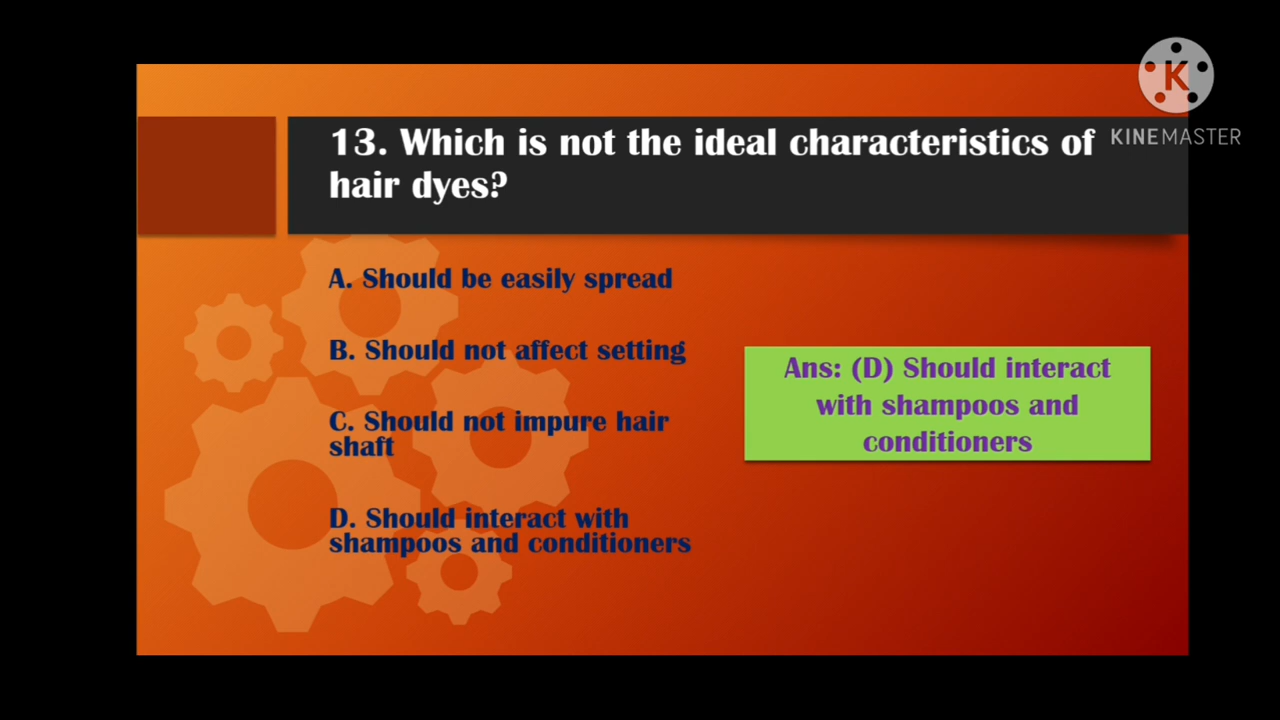 13. Which is not the ideal characteristics of
hair dyes?
KINEMASTER
A. Should be easily spread
B. Should not affect setting
C. Should not impure hair
shaft
D. Should interact with
shampoos and conditioners
Ans: (D) Should interact
with shampoos and
conditioners